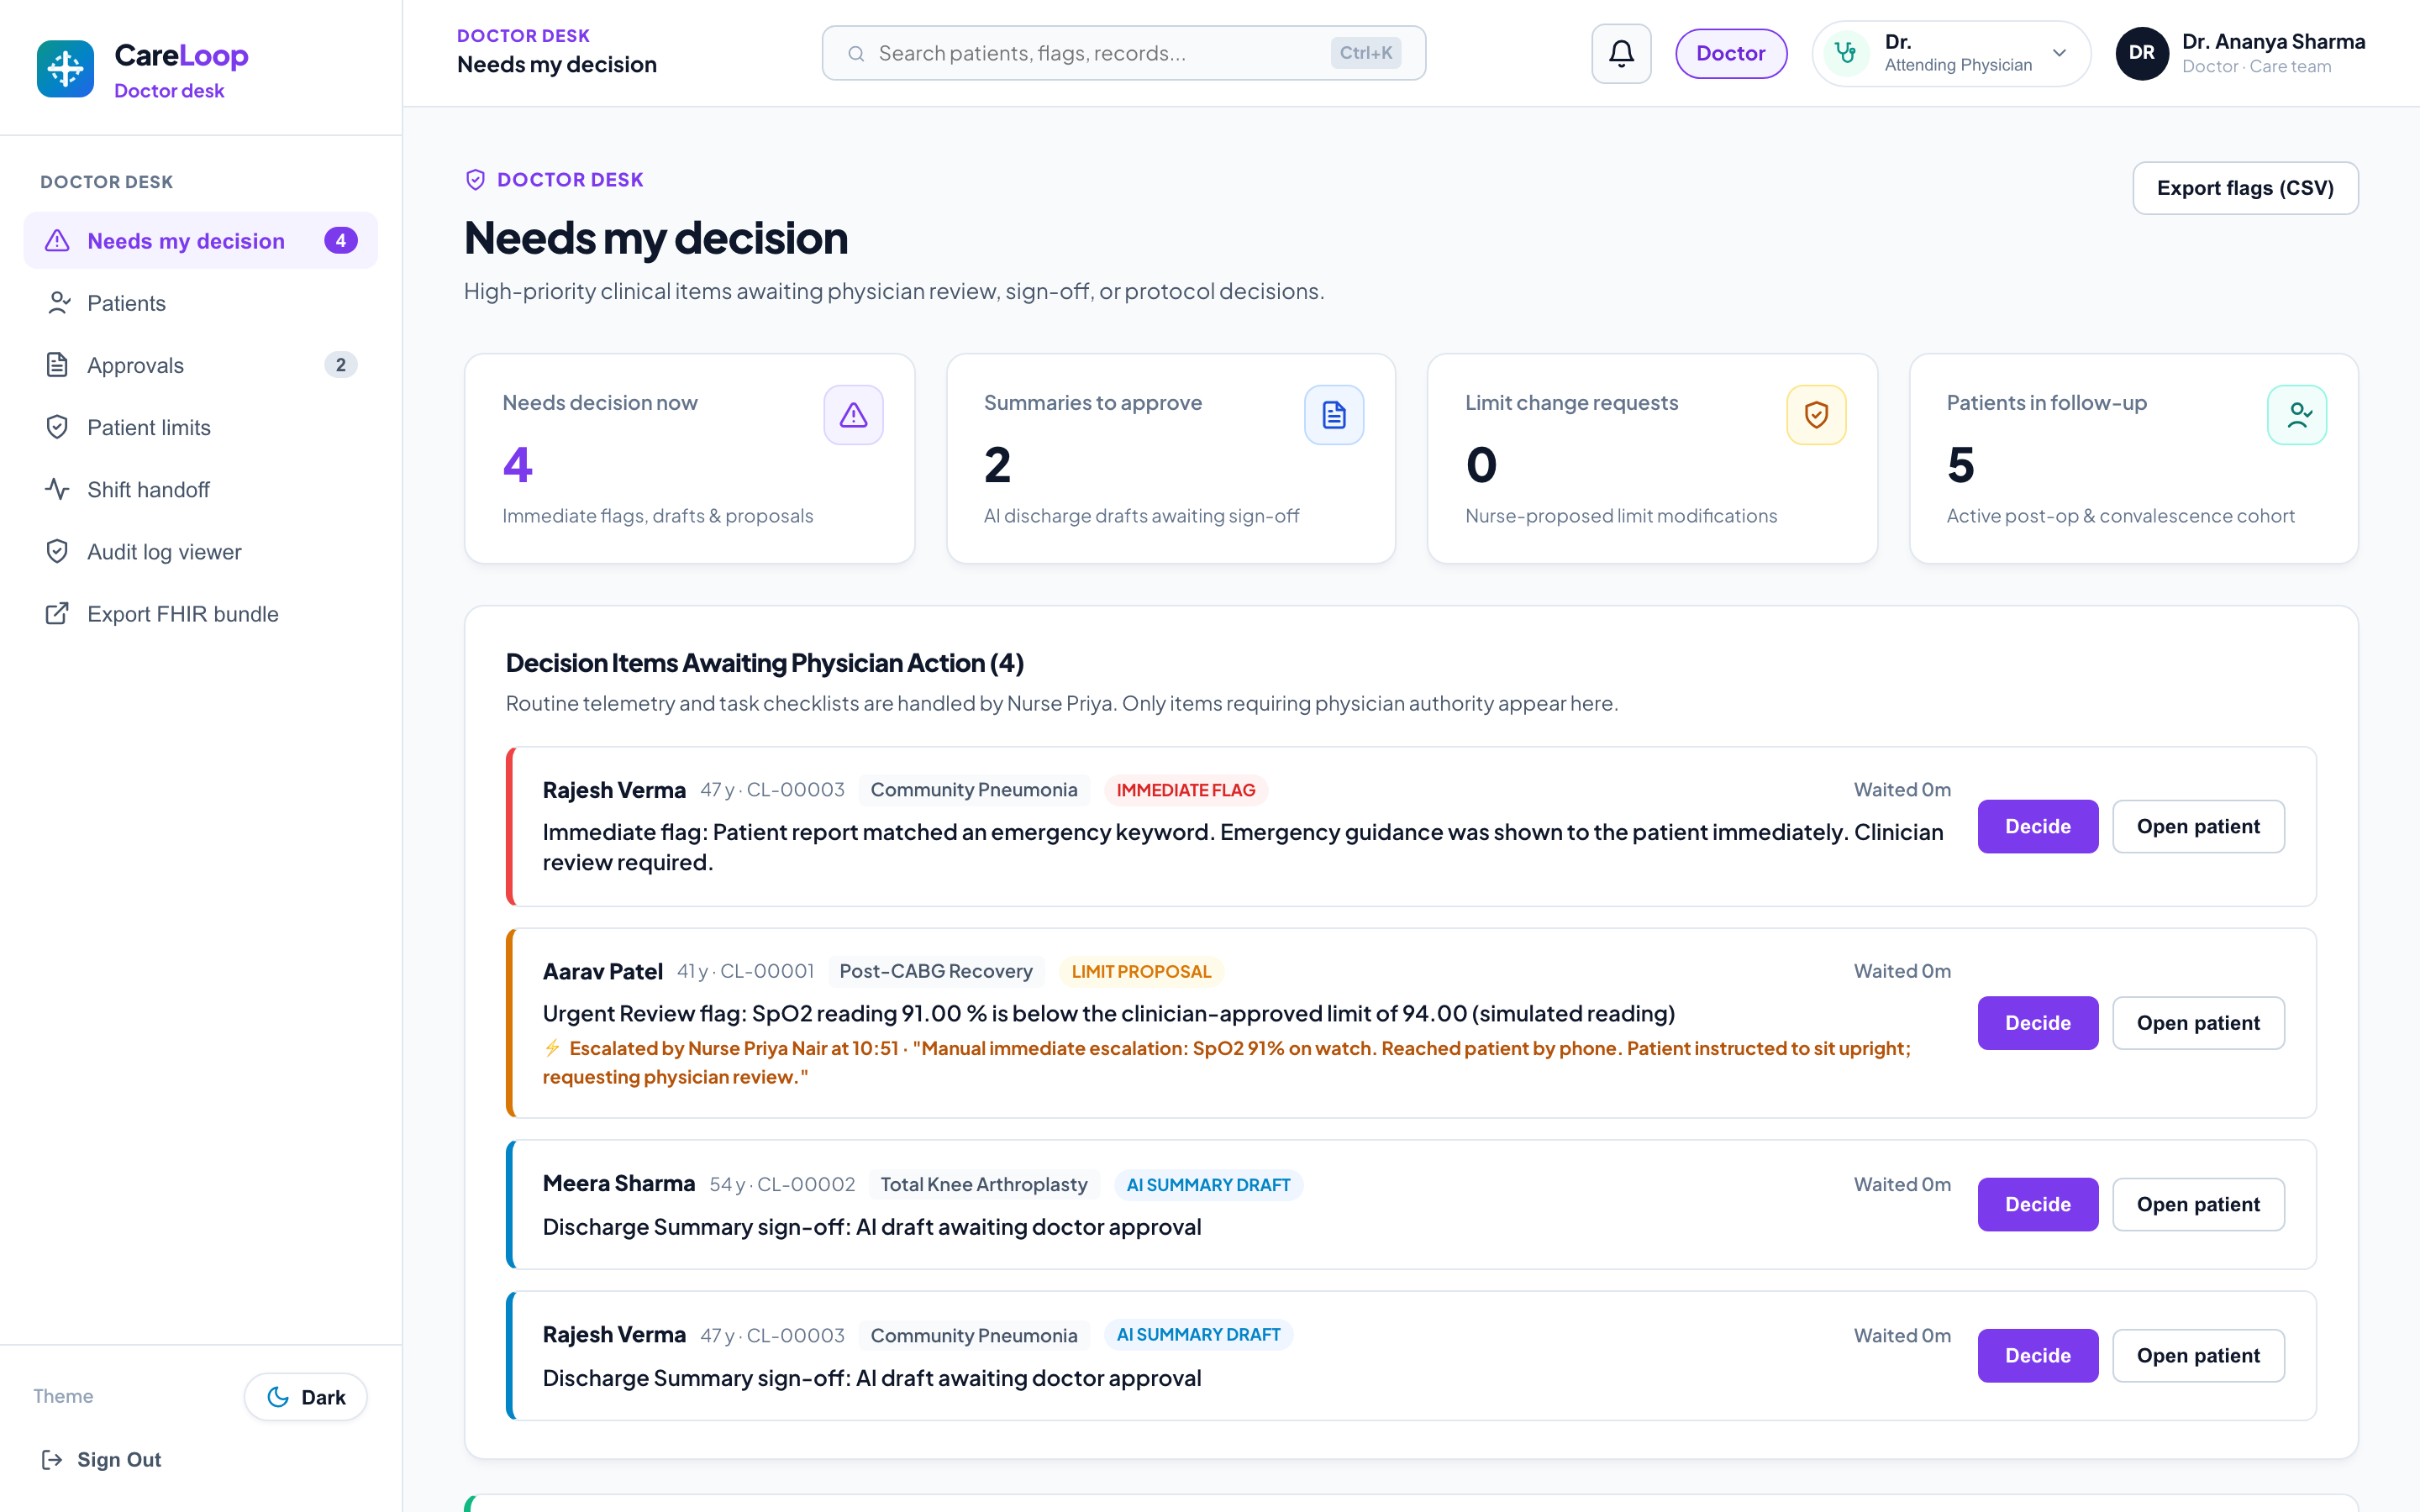 CareLoop
Doctor desk
DOCTOR DESK
Needs my decision 4
Patients
Approvals 2
Patient limits
Shift handoff
Audit log viewer
Export FHIR bundle
Theme
Dark
Sign Out
DOCTOR DESK
Needs my decision
Search patients, flags, records... Ctrl+K
Doctor
Dr.
Attending Physician
DR
Dr. Ananya Sharma
Doctor · Care team
DOCTOR DESK
Needs my decision
High-priority clinical items awaiting physician review, sign-off, or protocol decisions.
Export flags (CSV)
Needs decision now
4
Immediate flags, drafts & proposals
Summaries to approve
2
AI discharge drafts awaiting sign-off
Limit change requests
0
Nurse-proposed limit modifications
Patients in follow-up
5
Active post-op & convalescence cohort
Decision Items Awaiting Physician Action (4)
Routine telemetry and task checklists are handled by Nurse Priya. Only items requiring physician authority appear here.
Rajesh Verma 47 y · CL-00003 Community Pneumonia IMMEDIATE FLAG Waited 0m
Immediate flag: Patient report matched an emergency keyword. Emergency guidance was shown to the patient immediately. Clinician
review required.
Decide Open patient
Aarav Patel 41 y · CL-00001 Post-CABG Recovery LIMIT PROPOSAL Waited 0m
Urgent Review flag: SpO2 reading 91.00 % is below the clinician-approved limit of 94.00 (simulated reading)
⚡ Escalated by Nurse Priya Nair at 10:51 · "Manual immediate escalation: SpO2 91% on watch. Reached patient by phone. Patient instructed to sit upright;
requesting physician review."
Decide Open patient
Meera Sharma 54 y · CL-00002 Total Knee Arthroplasty AI SUMMARY DRAFT Waited 0m
Discharge Summary sign-off: AI draft awaiting doctor approval
Decide Open patient
Rajesh Verma 47 y · CL-00003 Community Pneumonia AI SUMMARY DRAFT Waited 0m
Discharge Summary sign-off: AI draft awaiting doctor approval
Decide Open patient